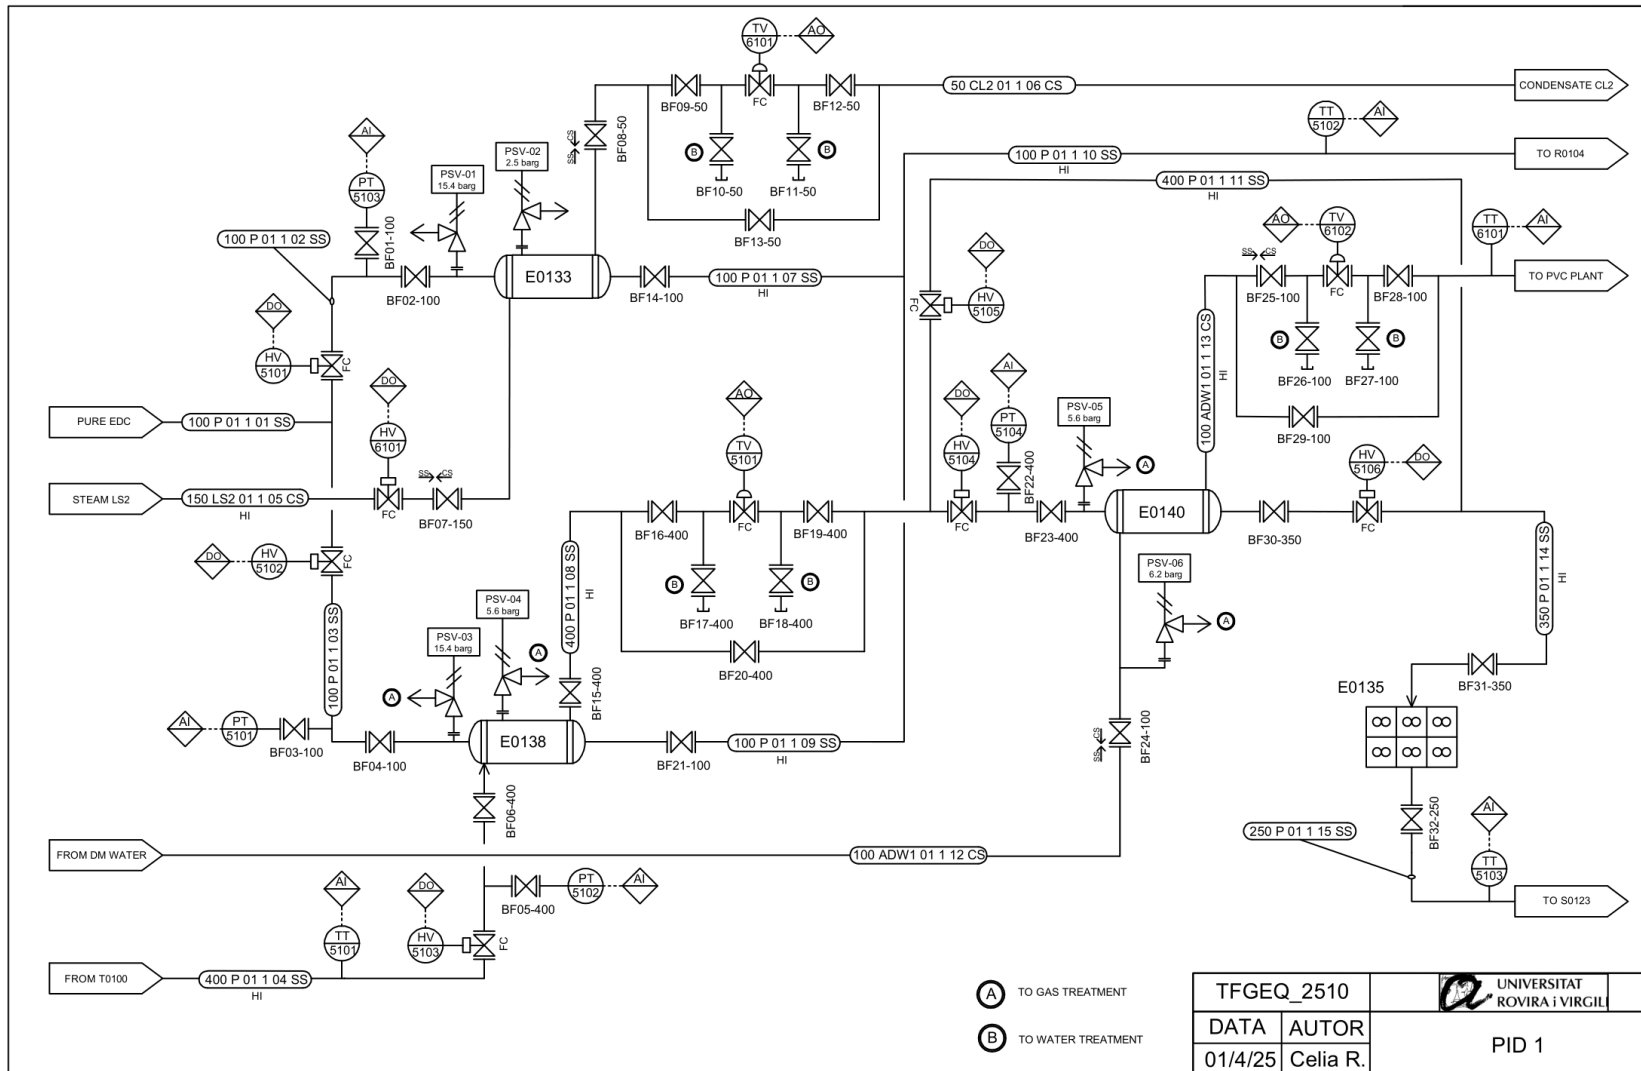 TV
6101
AO
BF09-50
FC
BF12-50
50 CL2 01 1 06 CS
CONDENSATE CL2
AI
PT
5103
PSV-01
15.4 barg
PSV-02
2.5 barg
SS
CS
BF08-50
B
B
BF10-50
BF11-50
BF13-50
TT
5102
AI
100 P 01 1 10 SS
HI
TO R0104
400 P 01 1 11 SS
HI
100 P 01 1 02 SS
BF01-100
BF02-100
E0133
BF14-100
100 P 01 1 07 SS
HI
DO
HV
5105
FC
AO
TV
6102
TT
6101
AI
SS
CS
BF25-100
FC
BF28-100
TO PVC PLANT
B
B
BF26-100
BF27-100
BF29-100
100 ADW1 01 1 13 CS
HI
DO
HV
5101
FC
PURE EDC
100 P 01 1 01 SS
DO
HV
6101
SS
CS
STEAM LS2
150 LS2 01 1 05 CS
HI
FC
BF07-150
AO
TV
5101
DO
HV
5104
AI
PT
5104
BF22-400
PSV-05
5.6 barg
A
HV
5106
DO
BF16-400
FC
BF19-400
FC
BF23-400
E0140
BF30-350
FC
DO
HV
5102
FC
400 P 01 1 08 SS
HI
B
B
BF17-400
BF18-400
BF20-400
PSV-06
6.2 barg
A
350 P 01 1 14 SS
HI
100 P 01 1 03 SS
PSV-04
5.6 barg
PSV-03
15.4 barg
A
A
BF15-400
BF31-350
E0135
AI
PT
5101
BF03-100
BF04-100
E0138
BF21-100
100 P 01 1 09 SS
HI
SS
CS
BF24-100
BF06-400
FROM DM WATER
100 ADW1 01 1 12 CS
250 P 01 1 15 SS
BF32-250
AI
TT
5103
TO S0123
AI
TT
5101
DO
HV
5103
FC
BF05-400
PT
5102
AI
FROM T0100
400 P 01 1 04 SS
HI
A
TO GAS TREATMENT
B
TO WATER TREATMENT
TFGEQ_2510
UNIVERSITAT
ROVIRA i VIRGILI
DATA
AUTOR
01/4/25
Celia R.
PID 1